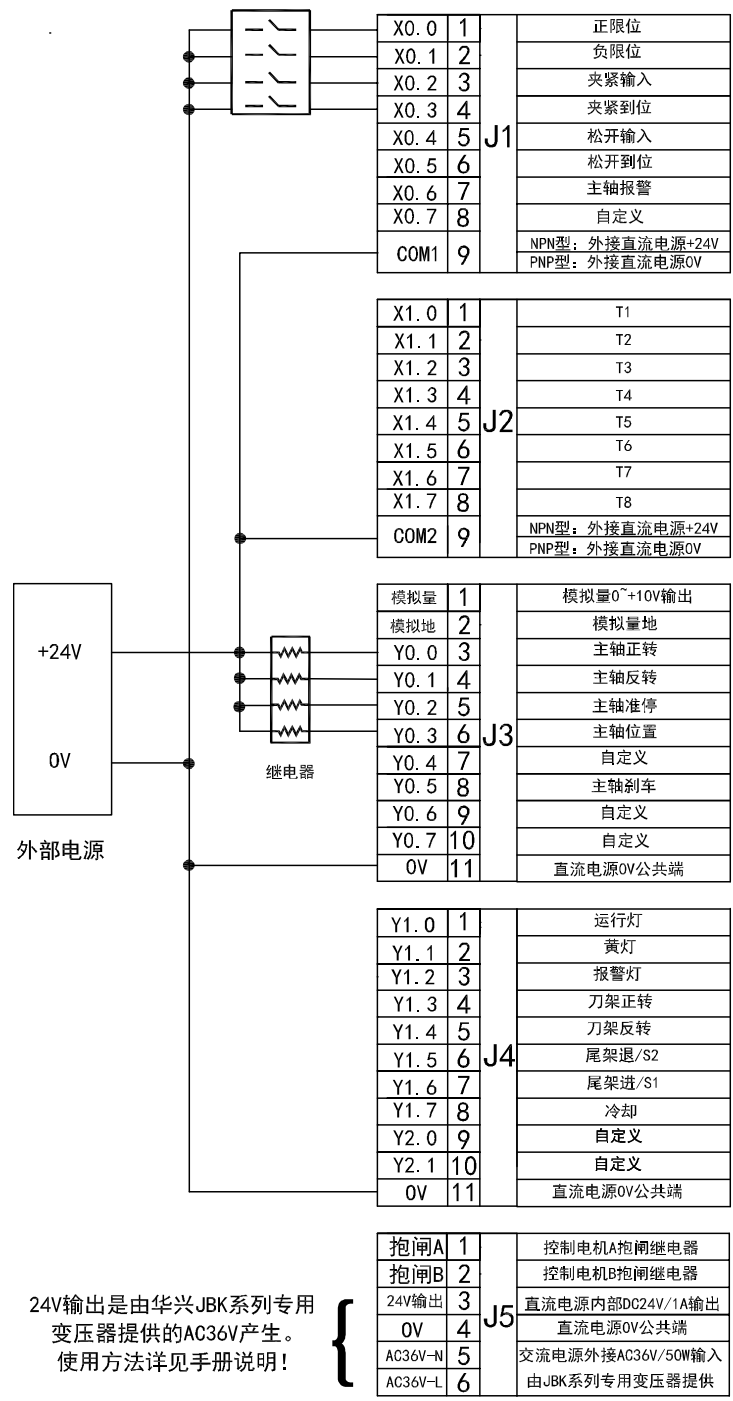 X0.0 1 正限位
X0.1 2 负限位
X0.2 3 夹紧输入
X0.3 4 夹紧到位
X0.4 5 J1 松开输入
X0.5 6 松开到位
X0.6 7 主轴报警
X0.7 8 自定义
COM1 9 NPN型：外接直流电源+24V
PNP型：外接直流电源0V
X1.0 1 T1
X1.1 2 T2
X1.2 3 T3
X1.3 4 T4
X1.4 5 J2 T5
X1.5 6 T6
X1.6 7 T7
X1.7 8 T8
COM2 9 NPN型：外接直流电源+24V
PNP型：外接直流电源0V
+24V
0V
外部电源
继电器
模拟量 1 模拟量0~+10V输出
模拟地 2 模拟量地
Y0.0 3 主轴正转
Y0.1 4 主轴反转
Y0.2 5 主轴准停
Y0.3 6 J3 主轴位置
Y0.4 7 自定义
Y0.5 8 主轴刹车
Y0.6 9 自定义
Y0.7 10 自定义
0V 11 直流电源0V公共端
Y1.0 1 运行灯
Y1.1 2 黄灯
Y1.2 3 报警灯
Y1.3 4 刀架正转
Y1.4 5 刀架反转
Y1.5 6 J4 尾架退/S2
Y1.6 7 尾架进/S1
Y1.7 8 冷却
Y2.0 9 自定义
Y2.1 10 自定义
0V 11 直流电源0V公共端
抱闸A 1 控制电机A抱闸继电器
抱闸B 2 控制电机B抱闸继电器
24V输出 3 J5 直流电源内部DC24V/1A输出
0V 4 直流电源0V公共端
AC36V-N 5 交流电源外接AC36V/50W输入
AC36V-L 6 由JBK系列专用变压器提供
24V输出是由华兴JBK系列专用
变压器提供的AC36V产生。
使用方法详见手册说明！